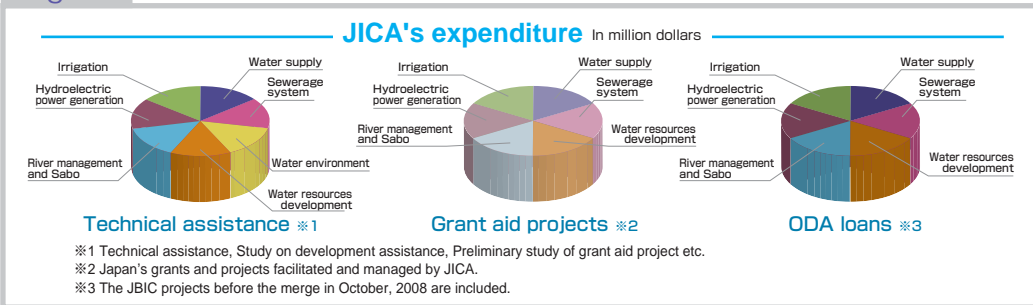 JICA's expenditure In million dollars
Irrigation
Water supply
Hydroelectric
power generation
Sewerage
system
River management
and Sabo
Water environment
Water resources
development
Technical assistance ※1
Irrigation
Water supply
Hydroelectric
power generation
Sewerage
system
River management
and Sabo
Water resources
development
Grant aid projects ※2
Irrigation
Water supply
Hydroelectric
power generation
Sewerage
system
River management
and Sabo
Water resources
development
ODA loans ※3
※1 Technical assistance, Study on development assistance, Preliminary study of grant aid project etc.
※2 Japan's grants and projects facilitated and managed by JICA.
※3 The JBIC projects before the merge in October, 2008 are included.